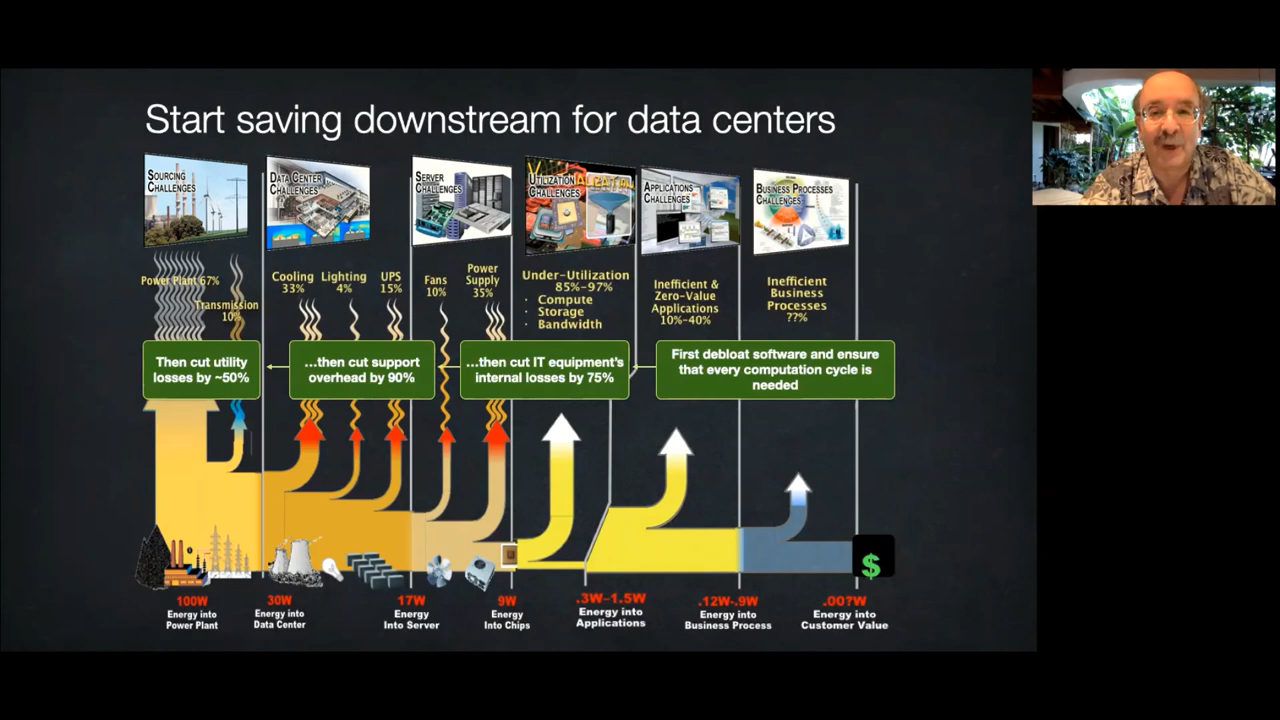 Start saving downstream for data centers
SOURCING
CHALLENGES
DATA CENTER
CHALLENGES
SERVER
CHALLENGES
UTILIZATION
CHALLENGES
APPLICATIONS
CHALLENGES
BUSINESS PROCESSES
CHALLENGES
Power Plant 67%
Transmission
10%
Cooling
33%
Lighting
4%
UPS
15%
Fans
10%
Power
Supply
35%
Under-Utilization
85%-97%
· Compute
· Storage
· Bandwidth
Inefficient &
Zero-Value
Applications
10%-40%
Inefficient
Business
Processes
??%
Then cut utility
losses by ~50%
...then cut support
overhead by 90%
...then cut IT equipment's
internal losses by 75%
First debloat software and ensure
that every computation cycle is
needed
$
100W
Energy into
Power Plant
30W
Energy into
Data Center
17W
Energy
Into Server
9W
Energy
Into Chips
.3W-1.5W
Energy into
Applications
.12W-.9W
Energy into
Business Process
.00?W
Energy into
Customer Value